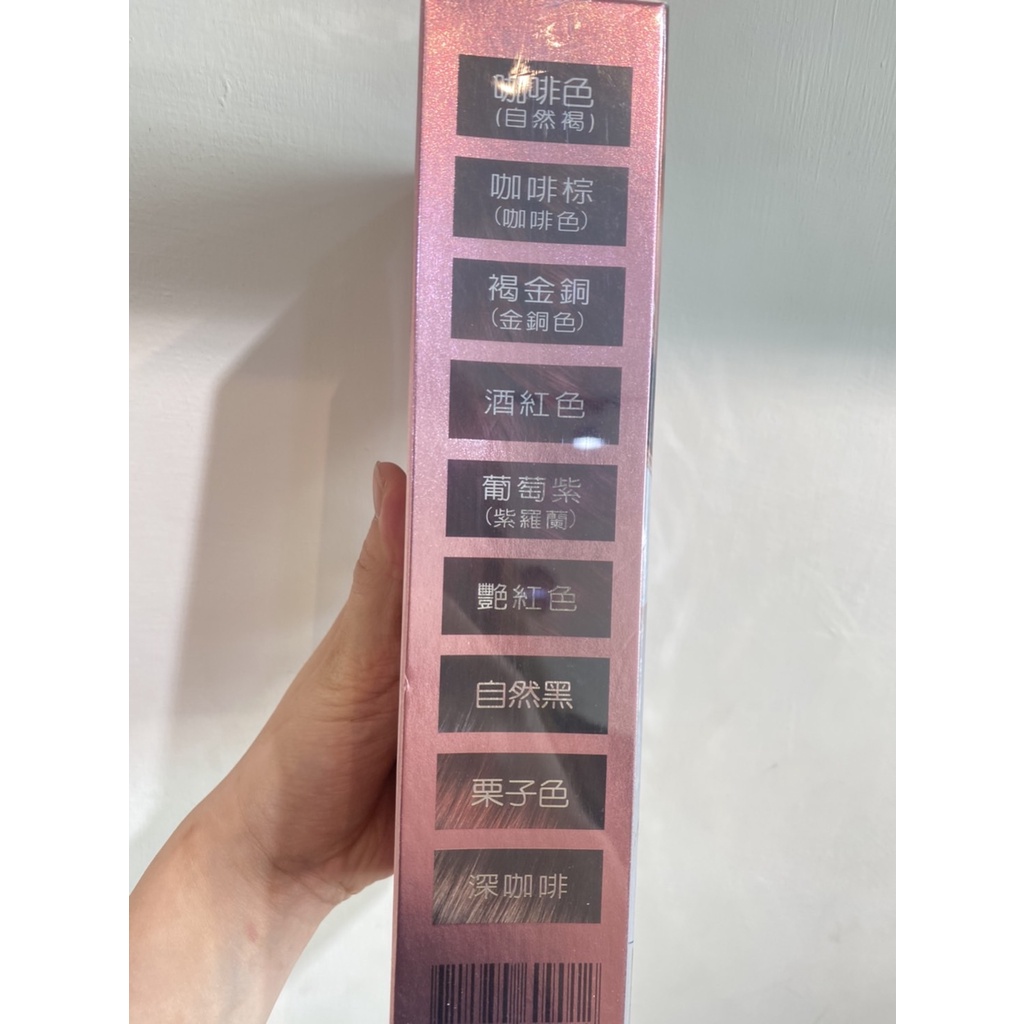 咖啡色
(自然褐)
咖啡棕
(咖啡色)
褐金銅
(金銅色)
酒紅色
葡萄紫
(紫羅蘭)
艷紅色
自然黑
栗子色
深咖啡